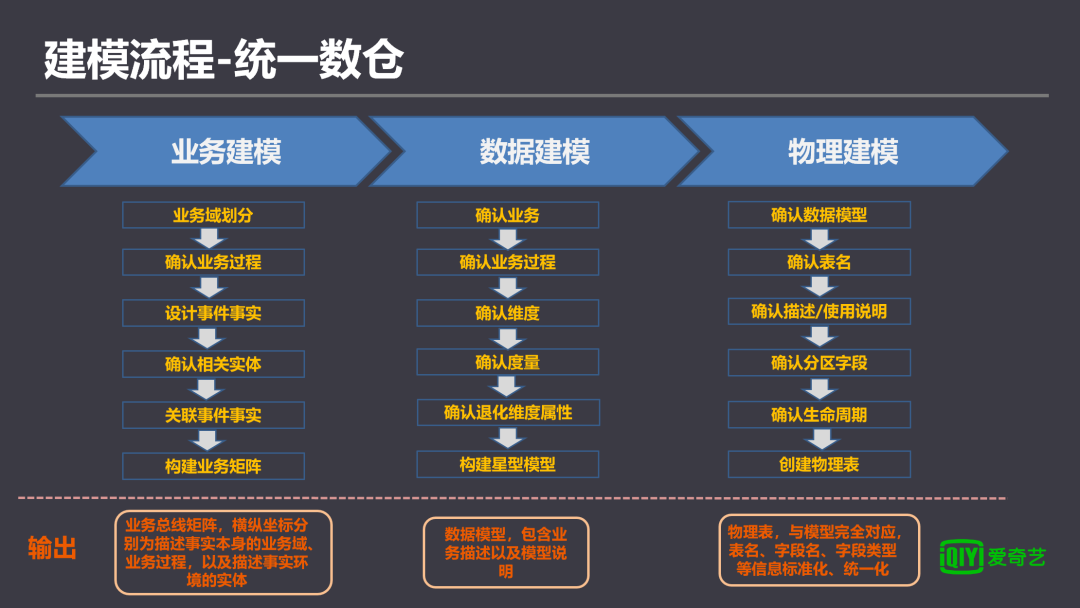 建模流程-统一数仓
业务建模
数据建模
物理建模
业务域划分
确认业务过程
设计事件事实
确认相关实体
关联事件事实
构建业务矩阵
确认业务
确认业务过程
确认维度
确认度量
确认退化维度属性
构建星型模型
确认数据模型
确认表名
确认描述/使用说明
确认分区字段
确认生命周期
创建物理表
输出
业务总线矩阵，横纵坐标分
别为描述事实本身的业务域、
业务过程，以及描述事实环
境的实体
数据模型，包含业
务描述以及模型说
明
物理表，与模型完全对应，
表名、字段名、字段类型
等信息标准化、统一化
iQIYI 爱奇艺